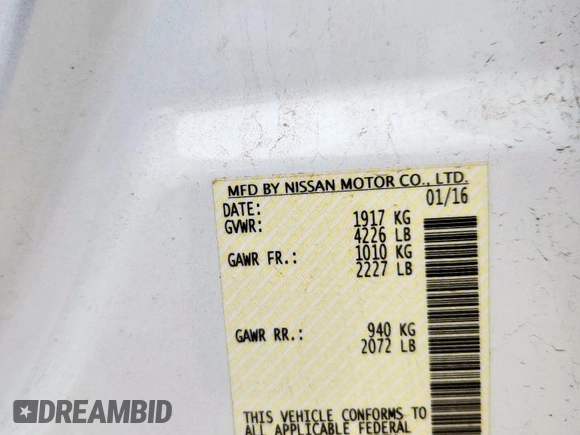 MFD BY NISSAN MOTOR CO., LTD.
DATE: 01/16
GVWR: 1917 KG
4226 LB
GAWR FR.: 1010 KG
2227 LB
GAWR RR.: 940 KG
2072 LB
THIS VEHICLE CONFORMS TO
ALL APPLICABLE FEDERAL
DREAMBID